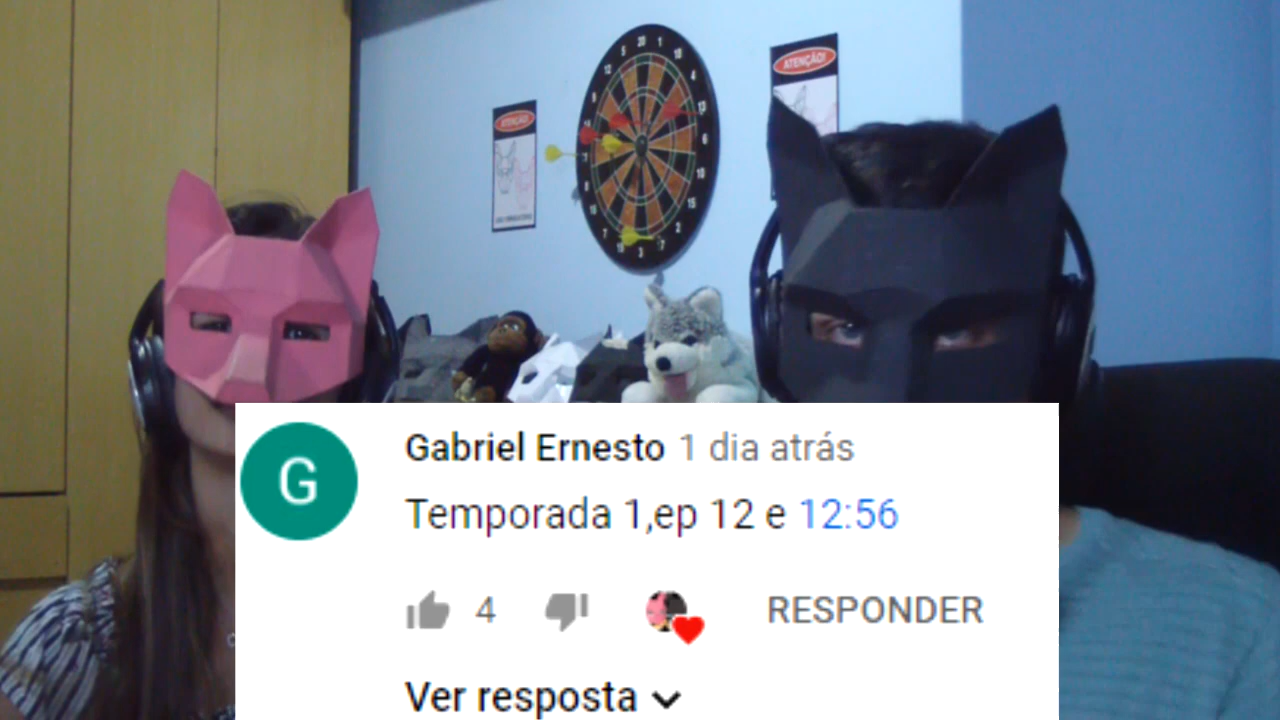 ATENÇÃO!
ATENÇÃO!
G
Gabriel Ernesto 1 dia atrás
Temporada 1,ep 12 e 12:56
4
RESPONDER
Ver resposta